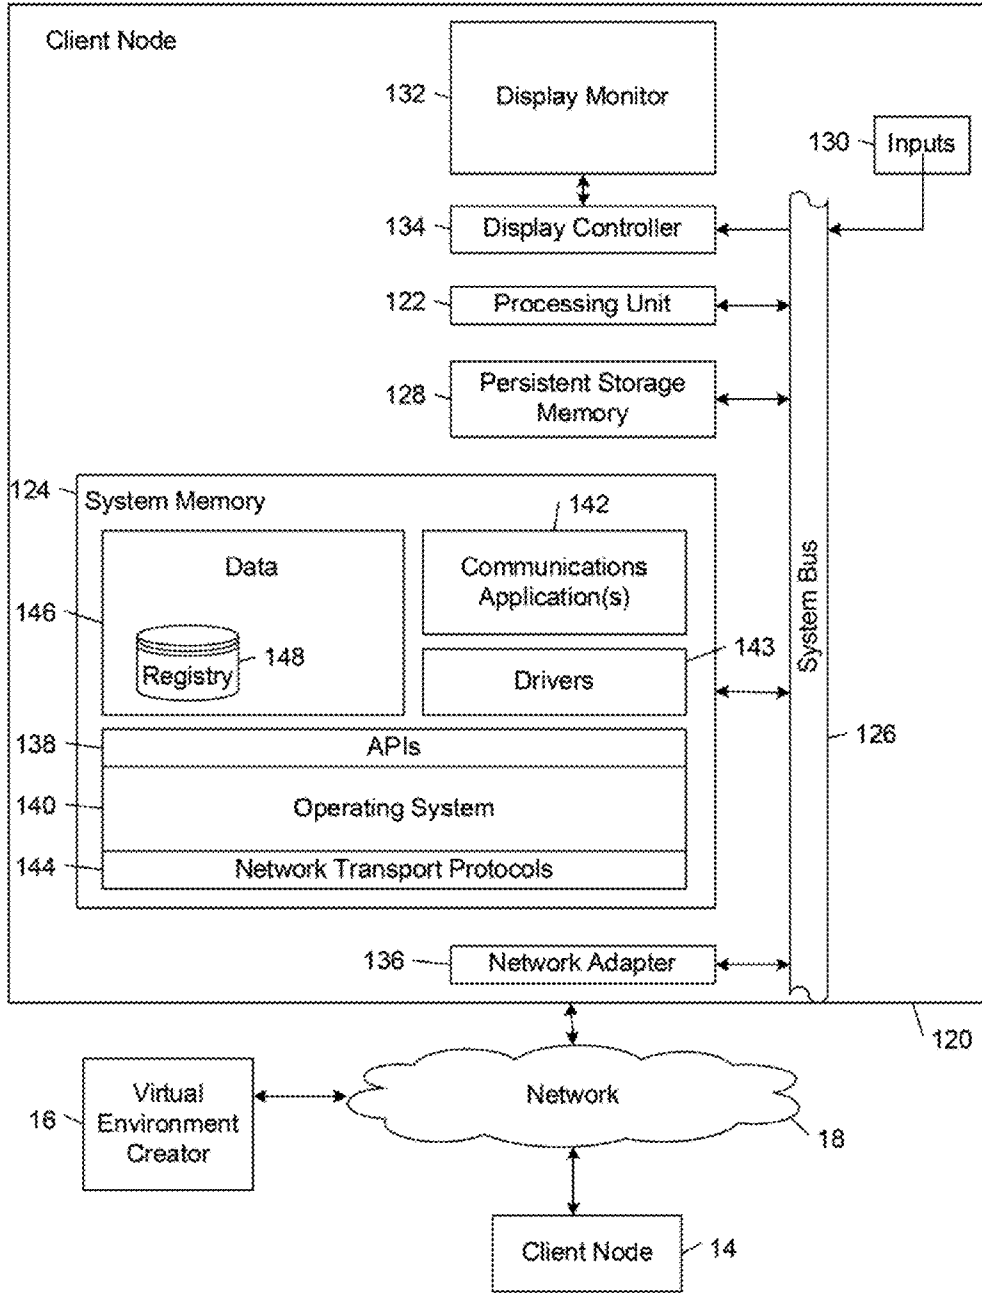 Client Node
132
Display Monitor
130
Inputs
134
Display Controller
122
Processing Unit
128
Persistent Storage
Memory
124
System Memory
142
Data
Communications
Application(s)
146
Registry
148
143
Drivers
System Bus
126
138
APIs
140
Operating System
144
Network Transport Protocols
136
Network Adapter
120
16
Virtual
Environment
Creator
Network
18
Client Node
14